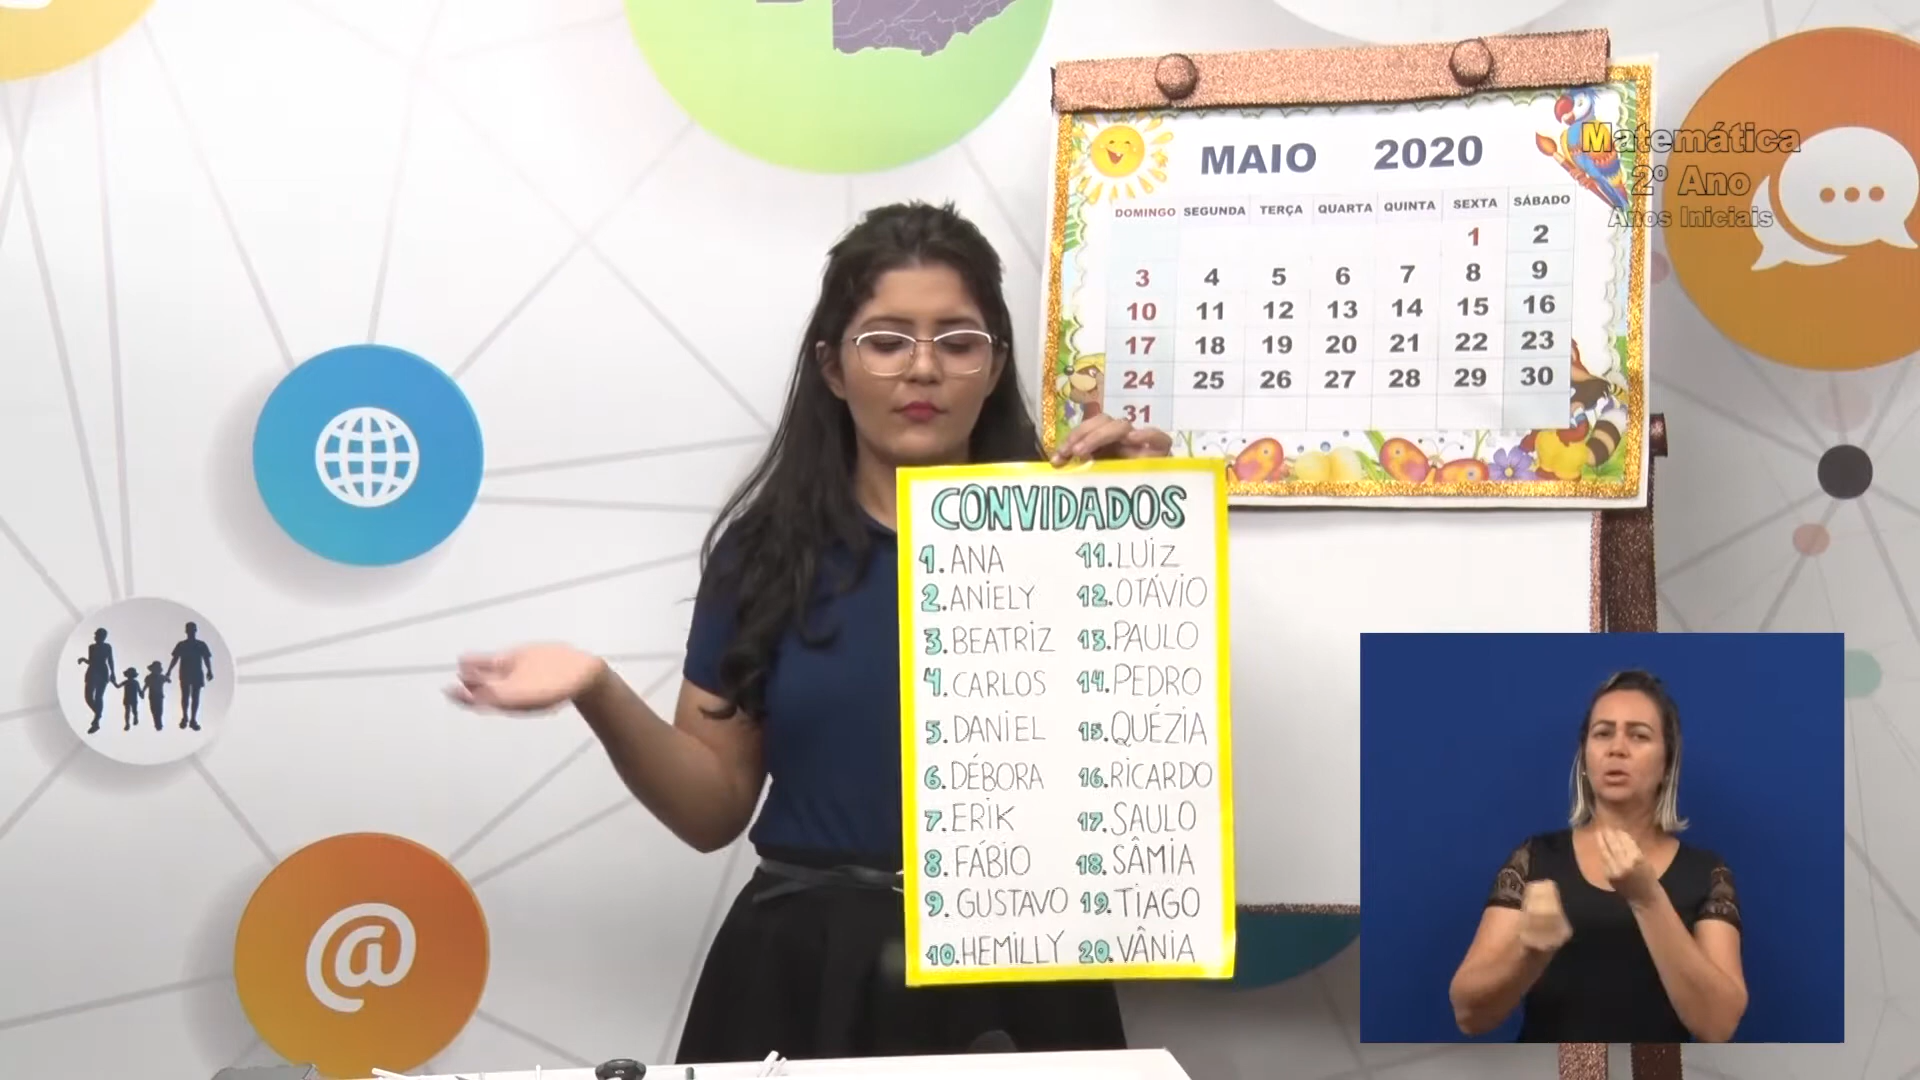 MAIO 2020
DOMINGO SEGUNDA TERÇA QUARTA QUINTA SEXTA SÁBADO
1 2
3 4 5 6 7 8 9
10 11 12 13 14 15 16
17 18 19 20 21 22 23
24 25 26 27 28 29 30
31
Matemática
2º Ano
Anos Iniciais
CONVIDADOS
1. ANA
2. ANIELY
3. BEATRIZ
4. CARLOS
5. DANIEL
6. DÉBORA
7. ERIK
8. FÁBIO
9. GUSTAVO
10. HEMILLY
11. LUIZ
12. OTÁVIO
13. PAULO
14. PEDRO
15. QUÉZIA
16. RICARDO
17. SAULO
18. SÂMIA
19. TIAGO
20. VÂNIA
@